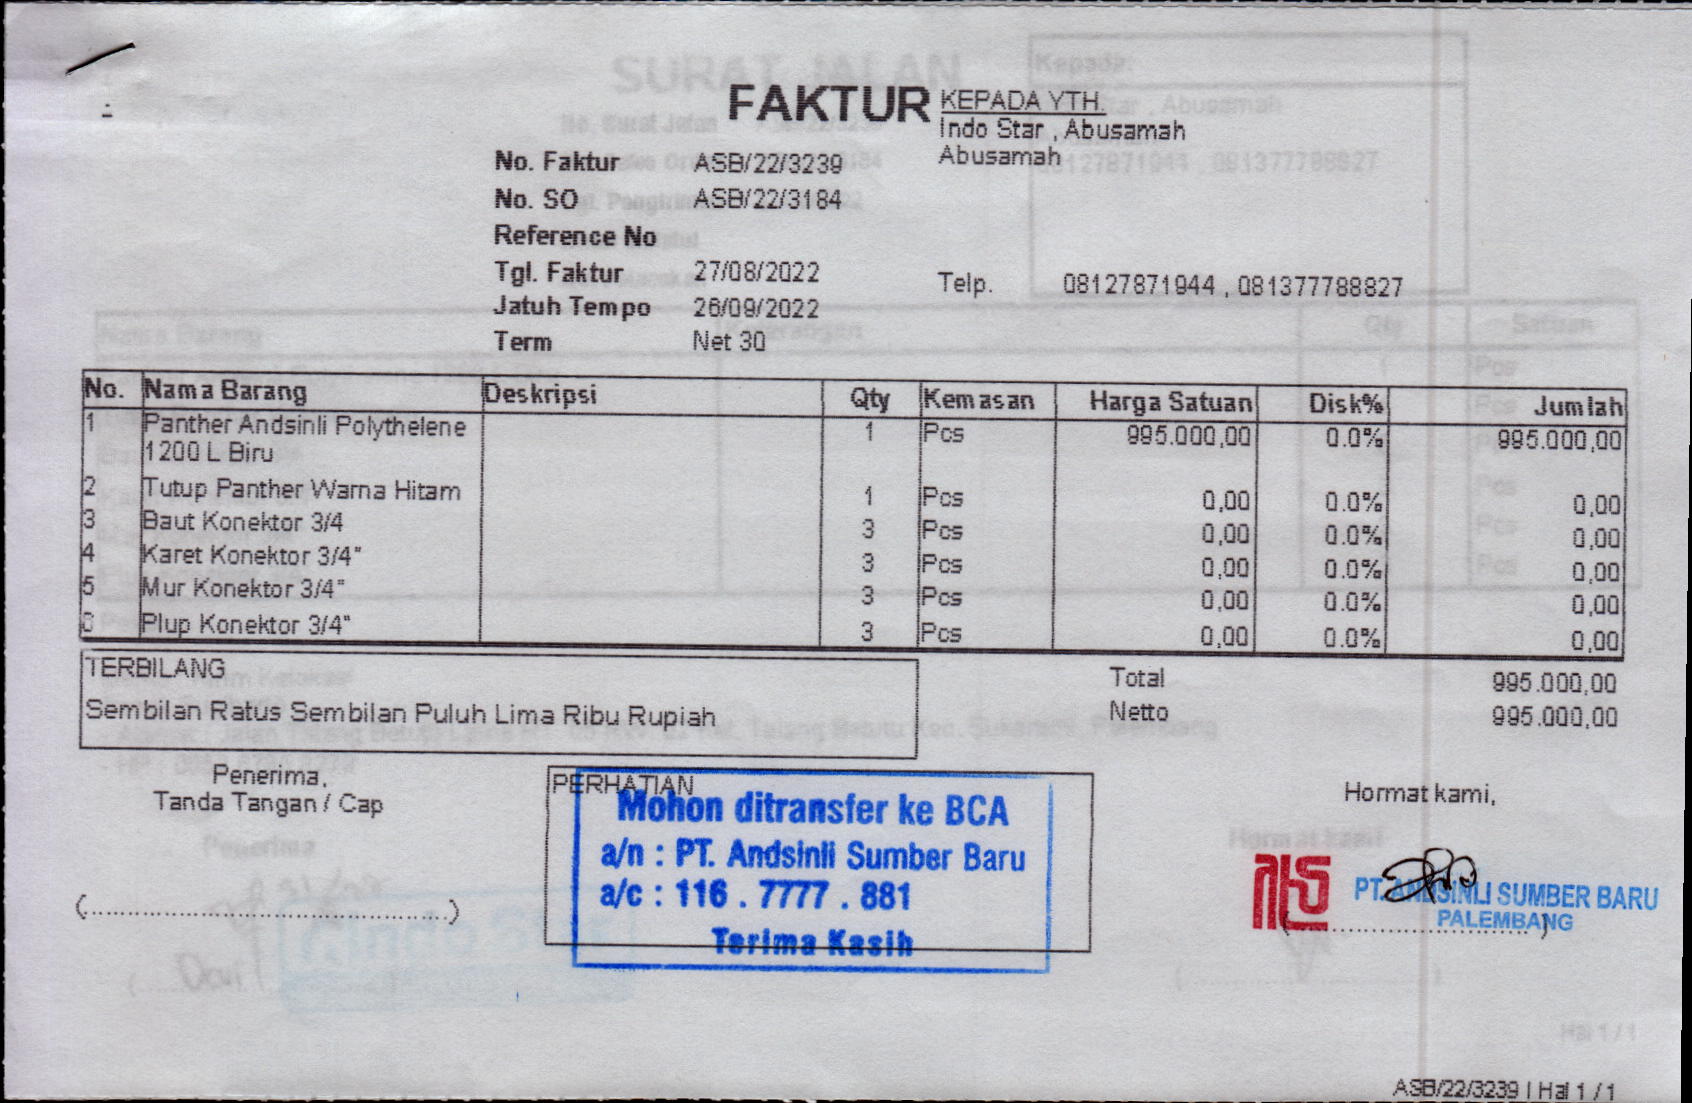 FAKTUR
KEPADA YTH.
Indo Star , Abusamah
Abusamah
No. Faktur ASB/22/3239
No. SO ASB/22/3184
Reference No
Tgl. Faktur 27/08/2022
Telp. 08127871944 , 081377788827
Jatuh Tempo 26/09/2022
Term Net 30
No. Nama Barang Deskripsi Qty Kemasan Harga Satuan Disk% Jumlah
1 Panther Andsinli Polythelene 1 Pcs 995.000,00 0.0% 995.000,00
1200 L Biru
2 Tutup Panther Warna Hitam 1 Pcs 0,00 0.0% 0,00
3 Baut Konektor 3/4 3 Pcs 0,00 0.0% 0,00
4 Karet Konektor 3/4" 3 Pcs 0,00 0.0% 0,00
5 Mur Konektor 3/4" 3 Pcs 0,00 0.0% 0,00
6 Plup Konektor 3/4" 3 Pcs 0,00 0.0% 0,00
TERBILANG
Sembilan Ratus Sembilan Puluh Lima Ribu Rupiah
Total 995.000,00
Netto 995.000,00
Penerima,
Tanda Tangan / Cap
(..........................................)
PERHATIAN
Mohon ditransfer ke BCA
a/n : PT. Andsinli Sumber Baru
a/c : 116 . 7777 . 881
Terima Kasih
Hormat kami,
PT. ANDSINLI SUMBER BARU
PALEMBANG
ASB/22/3239 | Hal 1 / 1
SURAT JALAN
Kepada